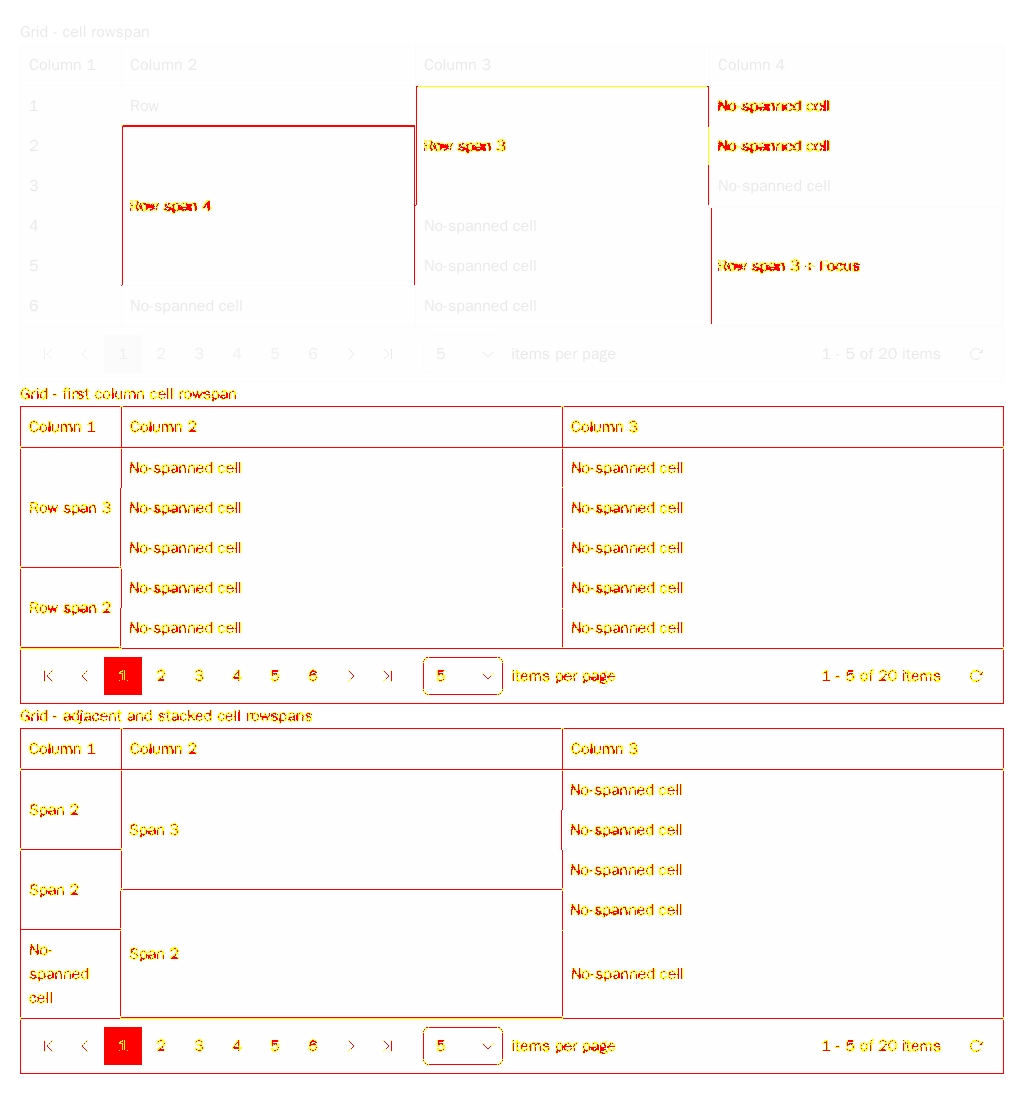 Grid - cell rowspan
Column 1 Column 2 Column 3 Column 4
1 Row No-spanned cell
2 Row span 3 No-spanned cell
3 No-spanned cell
Row span 4
4 No-spanned cell
5 No-spanned cell Row span 3 + Focus
6 No-spanned cell No-spanned cell
1 2 3 4 5 6 5 items per page 1 - 5 of 20 items
Grid - first column cell rowspan
Column 1 Column 2 Column 3
No-spanned cell No-spanned cell
Row span 3 No-spanned cell No-spanned cell
No-spanned cell No-spanned cell
No-spanned cell No-spanned cell
Row span 2
No-spanned cell No-spanned cell
1 2 3 4 5 6 5 items per page 1 - 5 of 20 items
Grid - adjacent and stacked cell rowspans
Column 1 Column 2 Column 3
No-spanned cell
Span 2
Span 3 No-spanned cell
No-spanned cell
Span 2
No-spanned cell
No-
Span 2
spanned No-spanned cell
cell
1 2 3 4 5 6 5 items per page 1 - 5 of 20 items